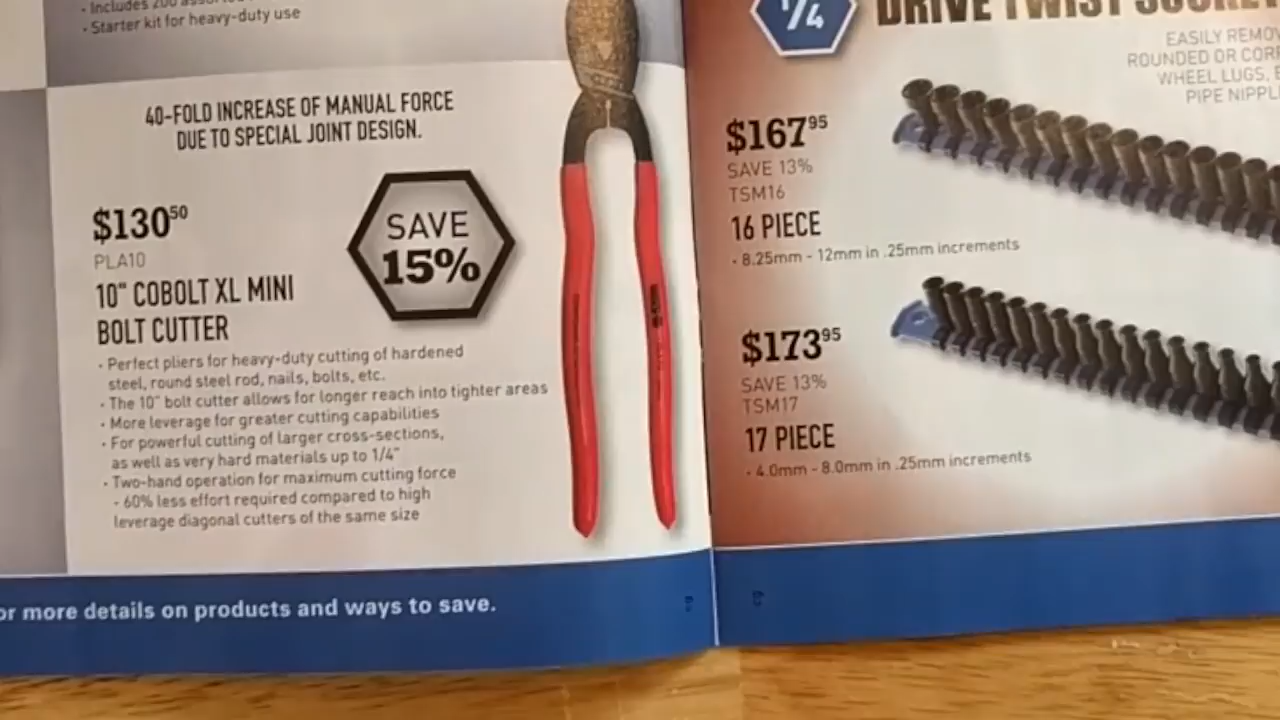 · Includes 200
· Starter kit for heavy-duty use
40-FOLD INCREASE OF MANUAL FORCE
DUE TO SPECIAL JOINT DESIGN.
$13050
PLA10
10" COBOLT XL MINI
BOLT CUTTER
SAVE
15%
· Perfect pliers for heavy-duty cutting of hardened
steel, round steel rod, nails, bolts, etc.
· The 10" bolt cutter allows for longer reach into tighter areas
· More leverage for greater cutting capabilities
· For powerful cutting of larger cross-sections,
as well as very hard materials up to 1/4"
· Two-hand operation for maximum cutting force
- 60% less effort required compared to high
leverage diagonal cutters of the same size
or more details on products and ways to save.
1/4
DRIVE TWIST
EASILY
ROUNDED OR
WHEEL LUGS,
PIPE
$16795
SAVE 13%
TSM16
16 PIECE
· 8.25mm - 12mm in .25mm increments
$17395
SAVE 13%
TSM17
17 PIECE
· 4.0mm - 8.0mm in .25mm increments